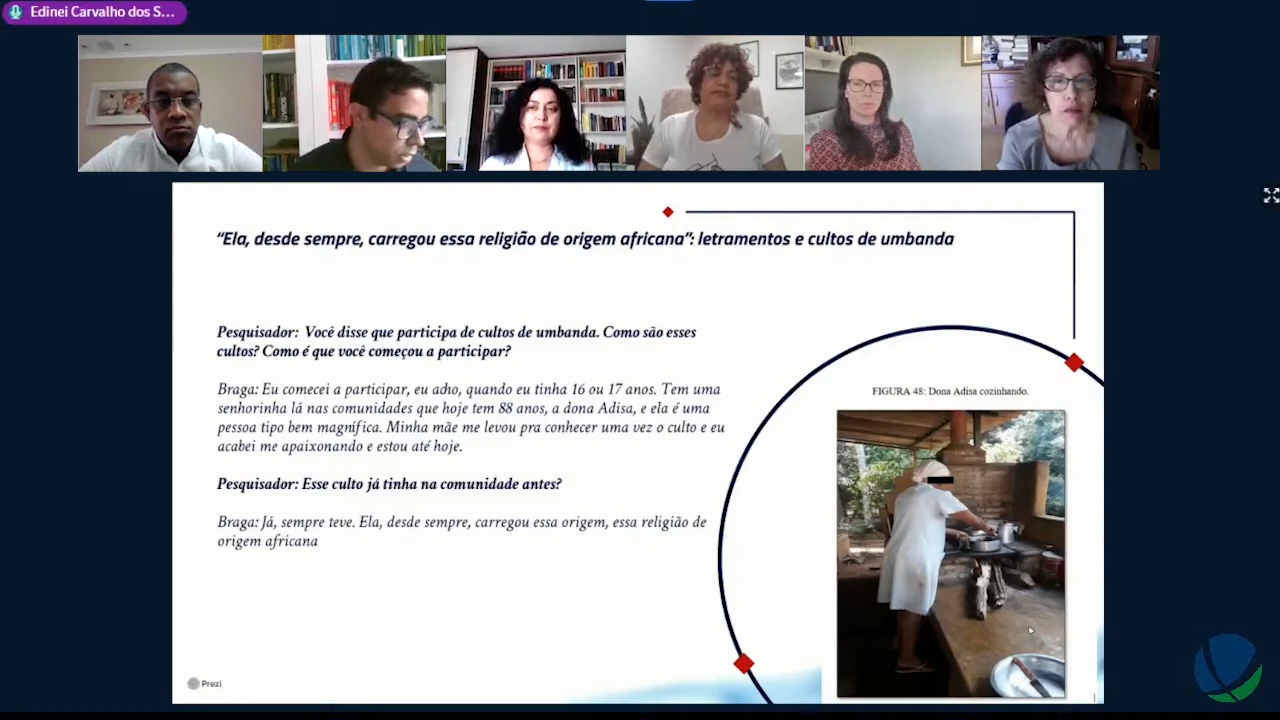 Edinei Carvalho dos S...
“Ela, desde sempre, carregou essa religião de origem africana”: letramentos e cultos de umbanda
Pesquisador: Você disse que participa de cultos de umbanda. Como são esses
cultos? Como é que você começou a participar?
Braga: Eu comecei a participar, eu acho, quando eu tinha 16 ou 17 anos. Tem uma
senhorinha lá nas comunidades que hoje tem 88 anos, a dona Adisa, e ela é uma
pessoa tipo bem magnífica. Minha mãe me levou pra conhecer uma vez o culto e eu
acabei me apaixonando e estou até hoje.
Pesquisador: Esse culto já tinha na comunidade antes?
Braga: Já, sempre teve. Ela, desde sempre, carregou essa origem, essa religião de
origem africana
FIGURA 48: Dona Adisa cozinhando.
Prezi